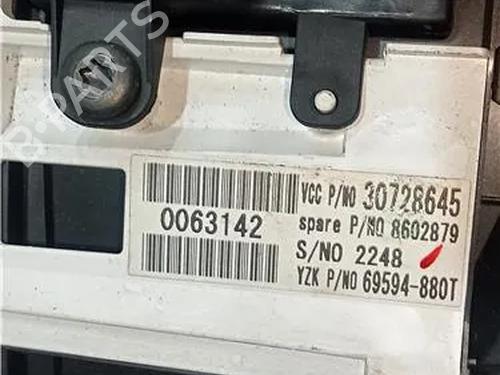 B-PARTS
VCC P/NO 30728645
0063142
spare P/NO 8602879
S/NO 2248
YZK P/NO 69594-880T